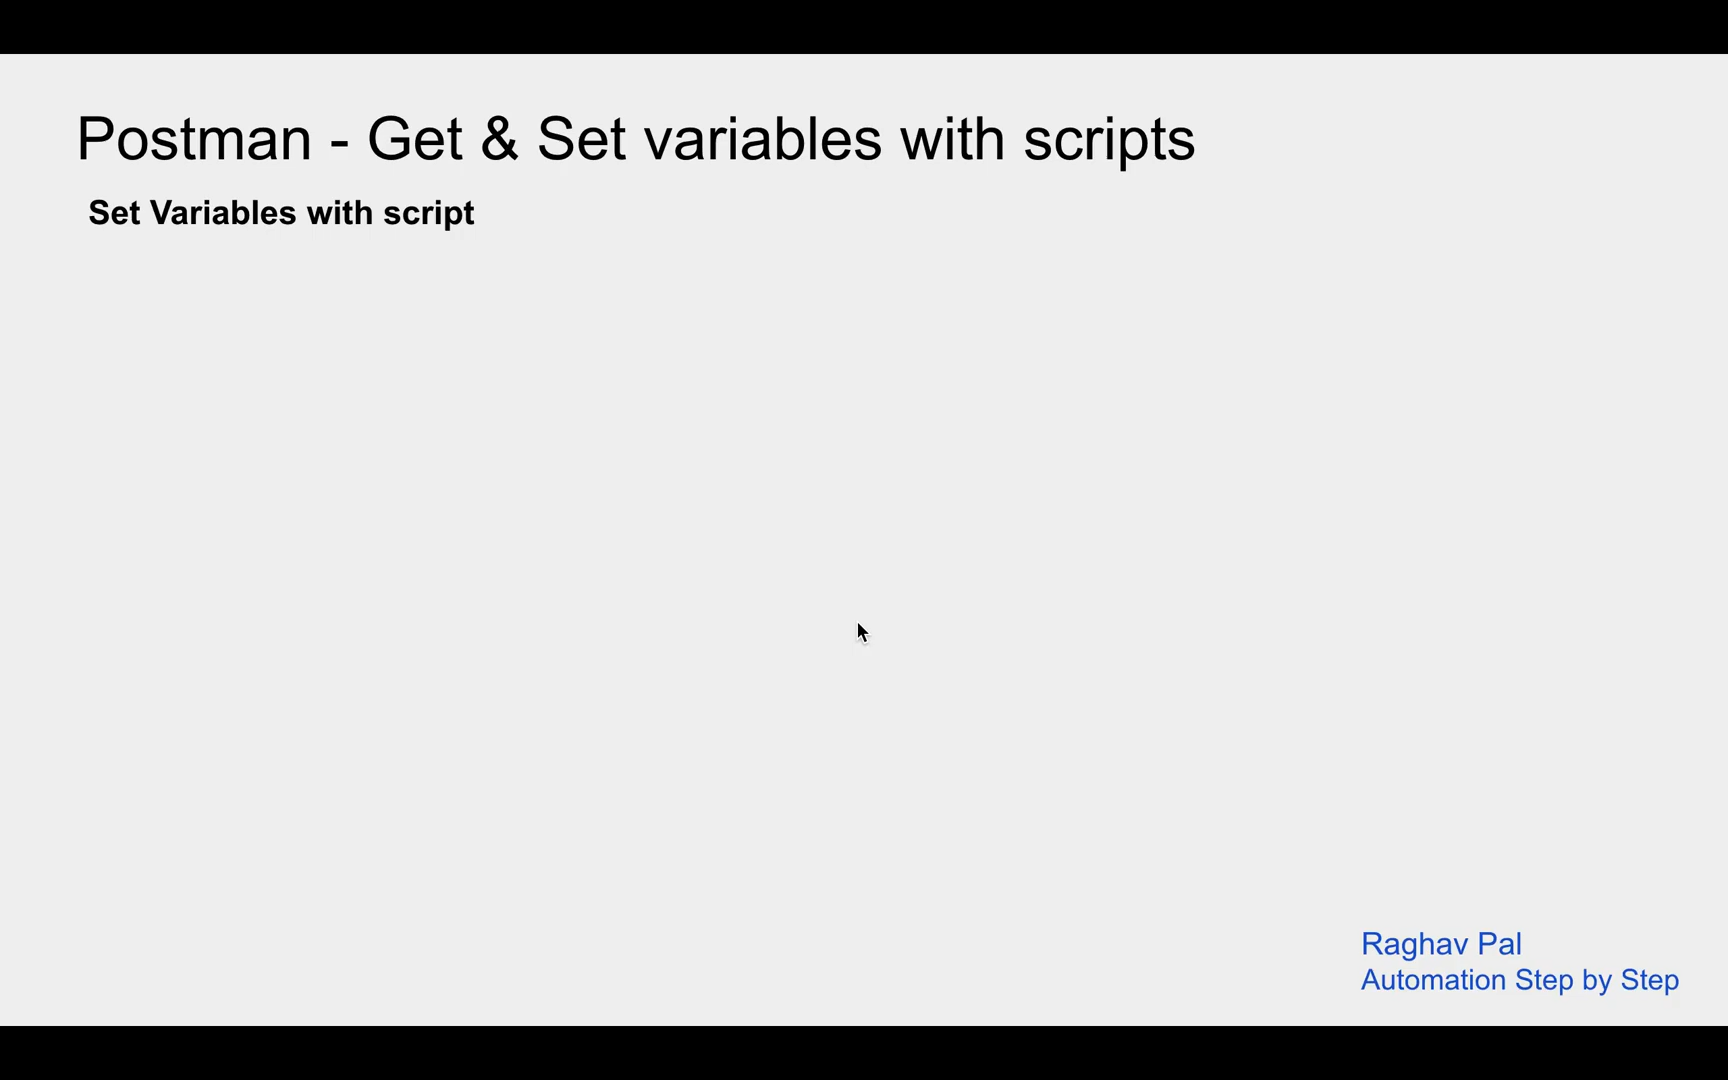 Postman - Get & Set variables with scripts
Set Variables with script
Raghav Pal
Automation Step by Step